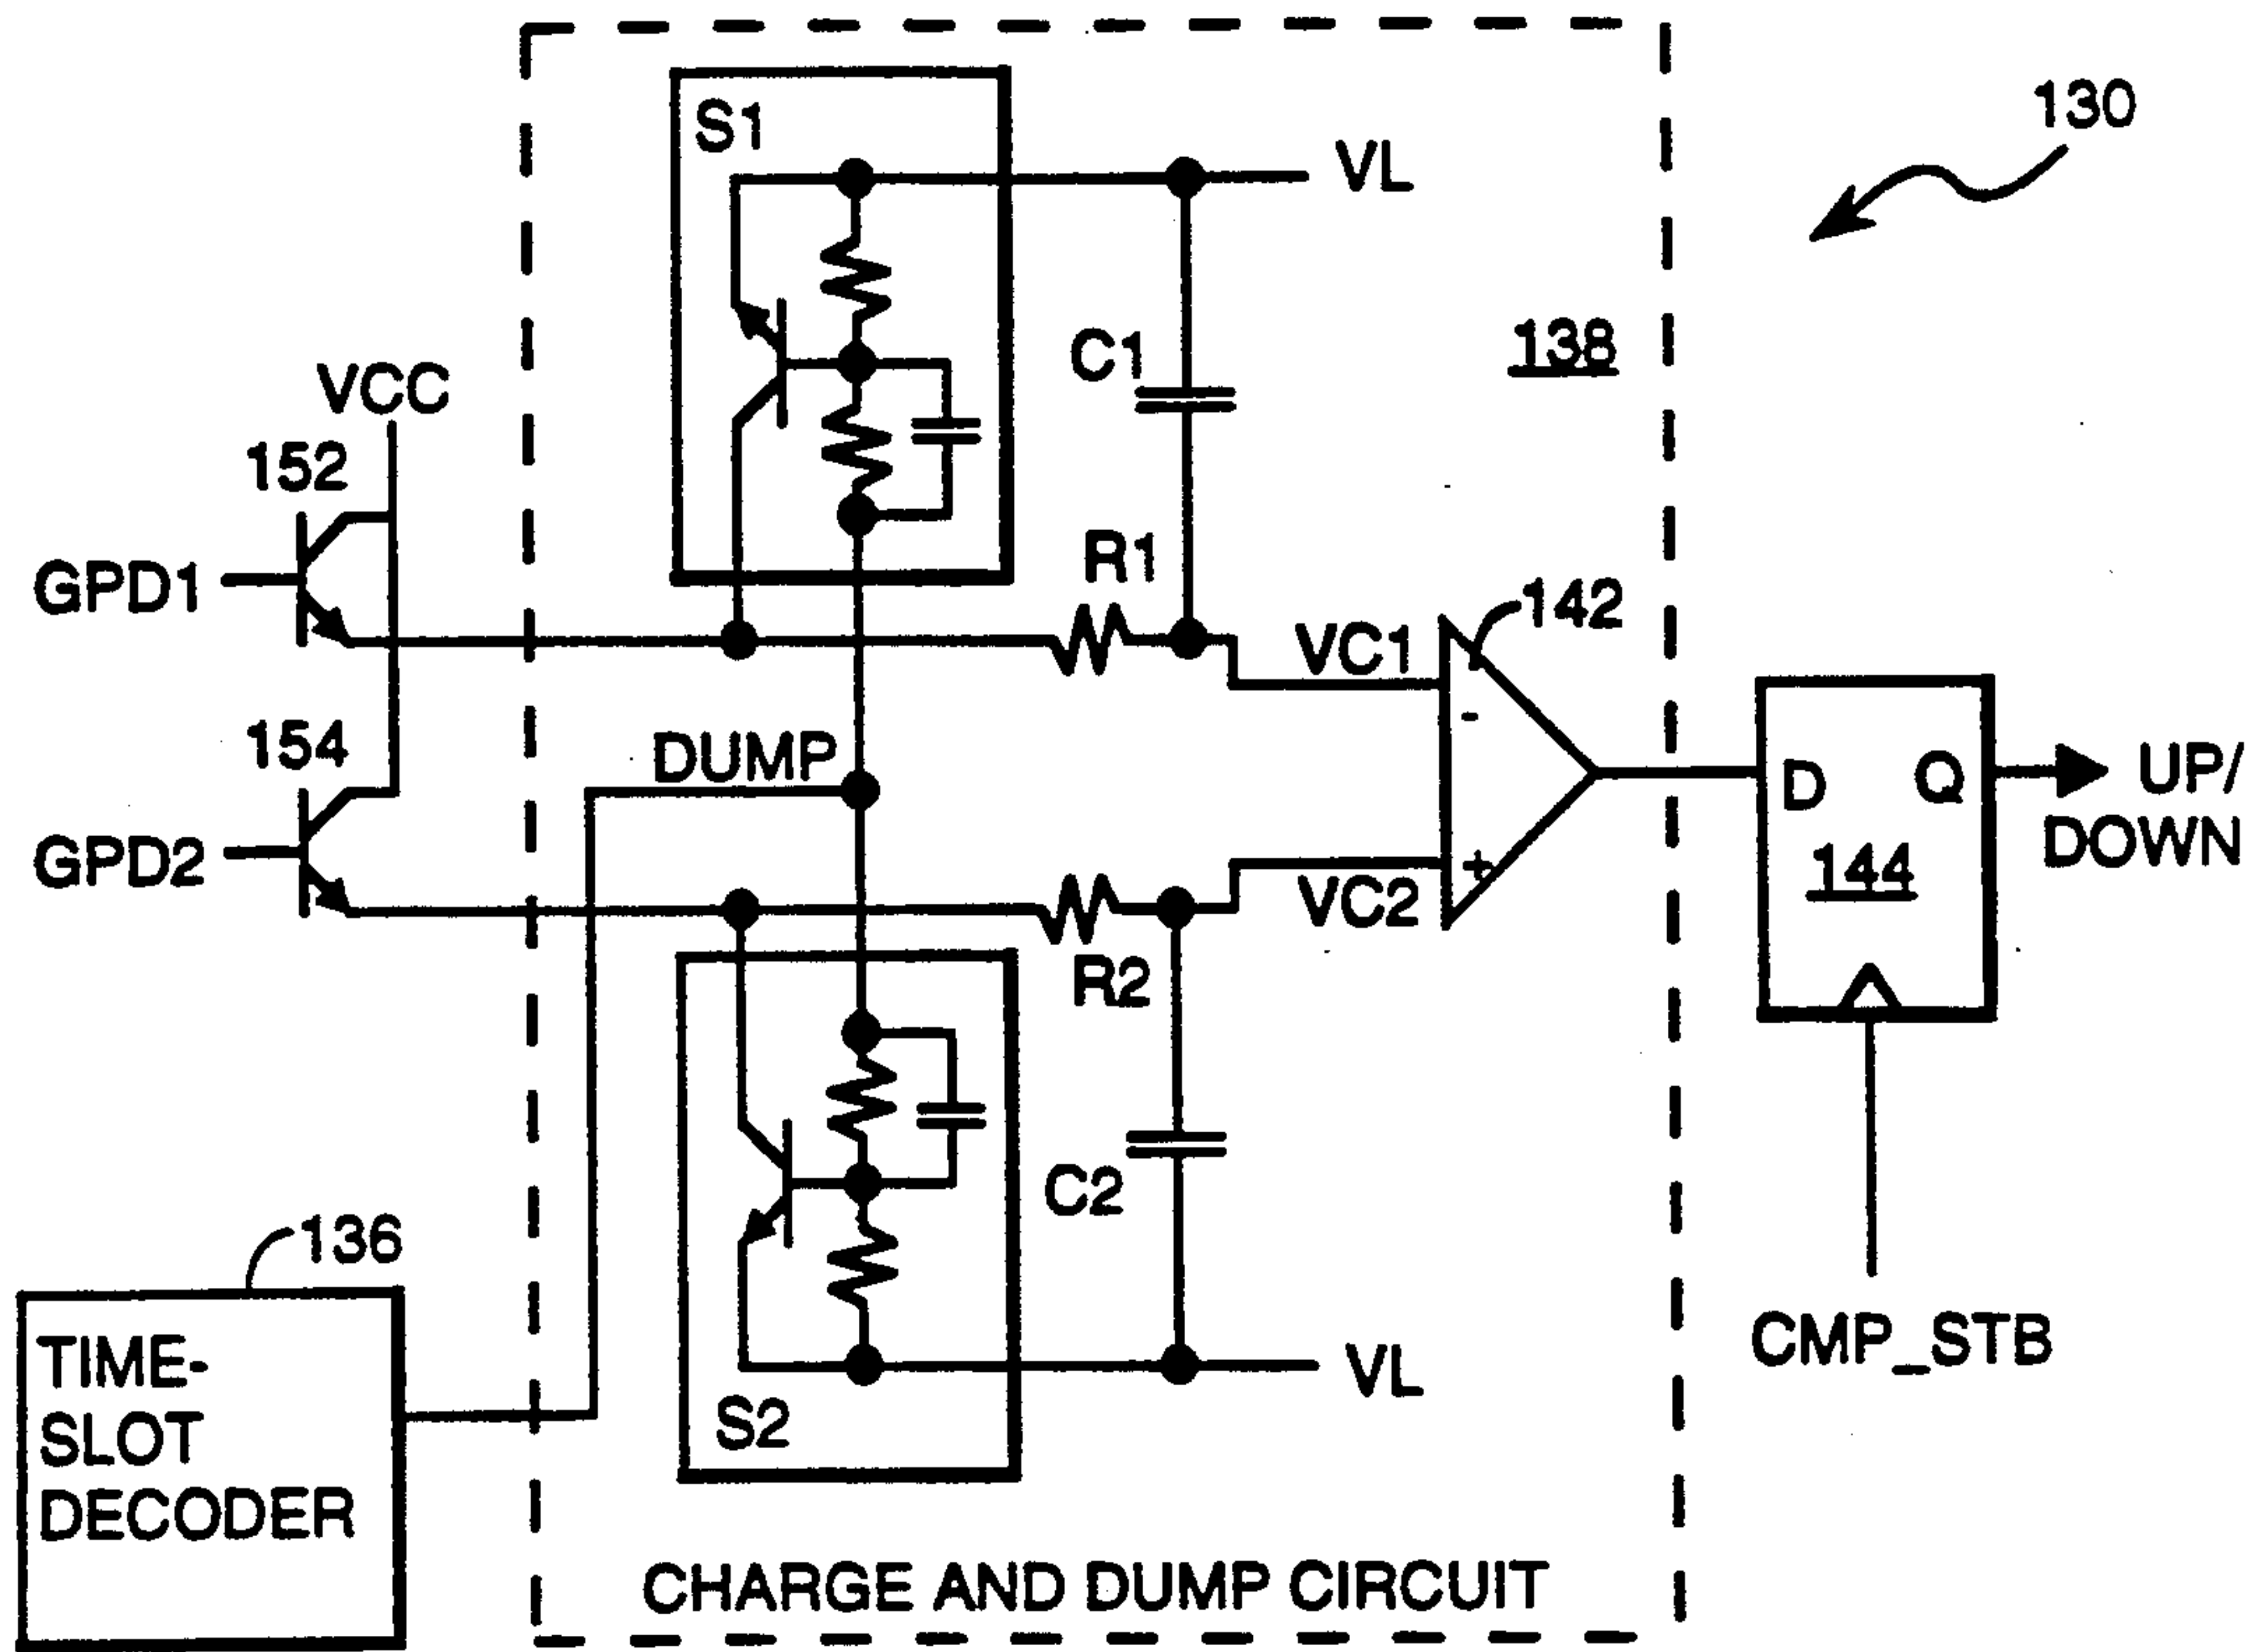 130
S1
VL
138
C1
VCC
152
GPD1
R1
142
VC1
-
154
DUMP
D Q
UP/
DOWN
GPD2
+
VC2
144
R2
136
C2
CMP_STB
TIME-
SLOT
DECODER
VL
S2
CHARGE AND DUMP CIRCUIT